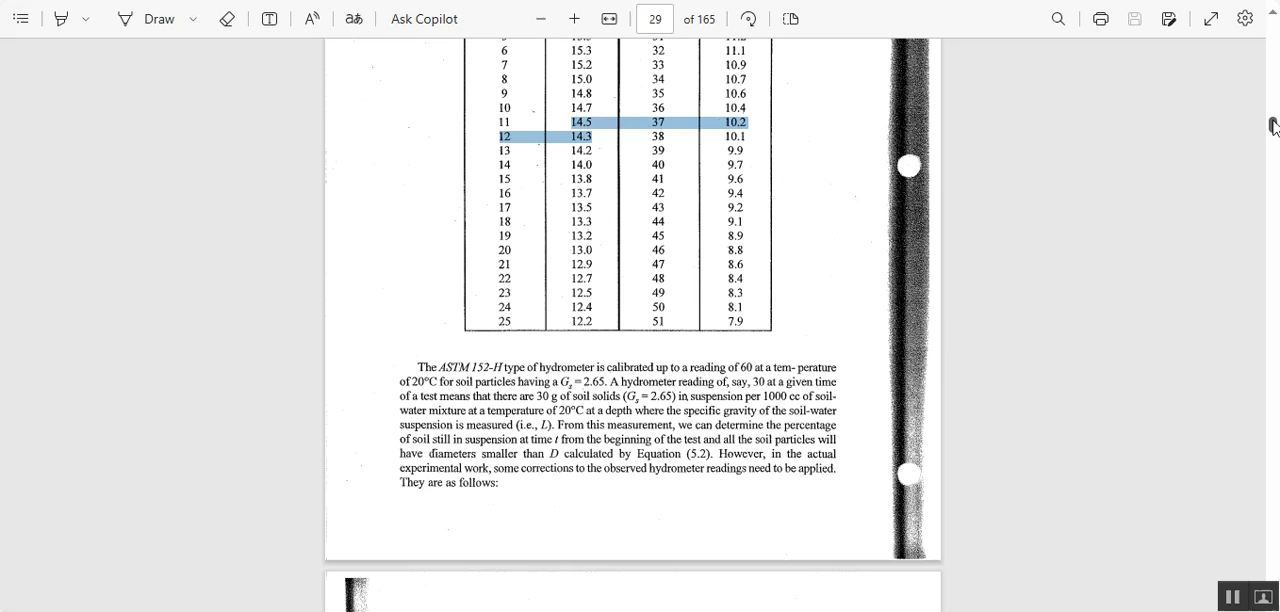 Draw
aあ
Ask Copilot
29 of 165
6 15.3 32 11.1
7 15.2 33 10.9
8 15.0 34 10.7
9 14.8 35 10.6
10 14.7 36 10.4
11 14.5 37 10.2
12 14.3 38 10.1
13 14.2 39 9.9
14 14.0 40 9.7
15 13.8 41 9.6
16 13.7 42 9.4
17 13.5 43 9.2
18 13.3 44 9.1
19 13.2 45 8.9
20 13.0 46 8.8
21 12.9 47 8.6
22 12.7 48 8.4
23 12.5 49 8.3
24 12.4 50 8.1
25 12.2 51 7.9
The ASTM 152-H type of hydrometer is calibrated up to a reading of 60 at a tem- perature
of 20°C for soil particles having a Gs = 2.65. A hydrometer reading of, say, 30 at a given time
of a test means that there are 30 g of soil solids (Gs = 2.65) in suspension per 1000 cc of soil-
water mixture at a temperature of 20°C at a depth where the specific gravity of the soil-water
suspension is measured (i.e., L). From this measurement, we can determine the percentage
of soil still in suspension at time t from the beginning of the test and all the soil particles will
have diameters smaller than D calculated by Equation (5.2). However, in the actual
experimental work, some corrections to the observed hydrometer readings need to be applied.
They are as follows: